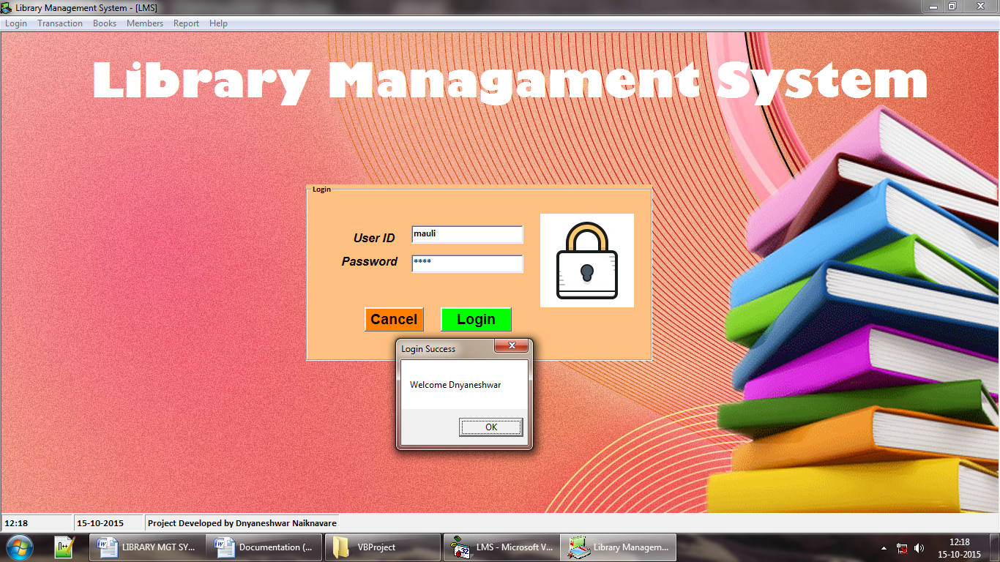 Library Management System - [LMS]
Login Transaction Books Members Report Help
Library Managament System
Login
User ID mauli
Password ****
Cancel Login
Login Success
Welcome Dnyaneshwar
OK
12:18 15-10-2015 Project Developed by Dnyaneshwar Naiknavare
LIBRARY MGT SY... Documentation (... VBProject LMS - Microsoft V... Library Managem... 12:18
15-10-2015